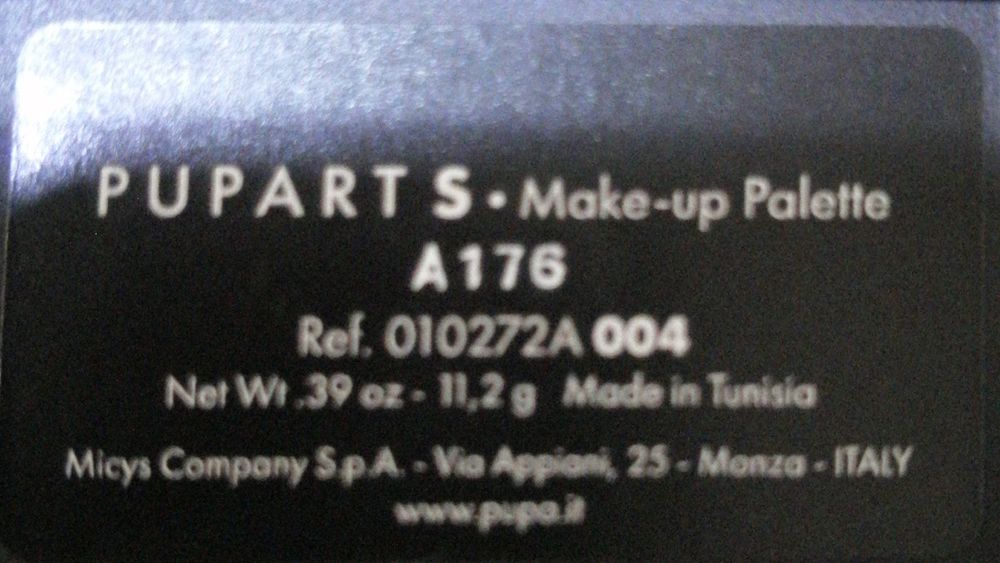 PUPART S • Make-up Palette
A176
Ref. 010272A 004
Net Wt .39 oz - 11,2 g Made in Tunisia
Micys Company S.p.A. - Via Appiani, 25 - Monza - ITALY
www.pupa.it